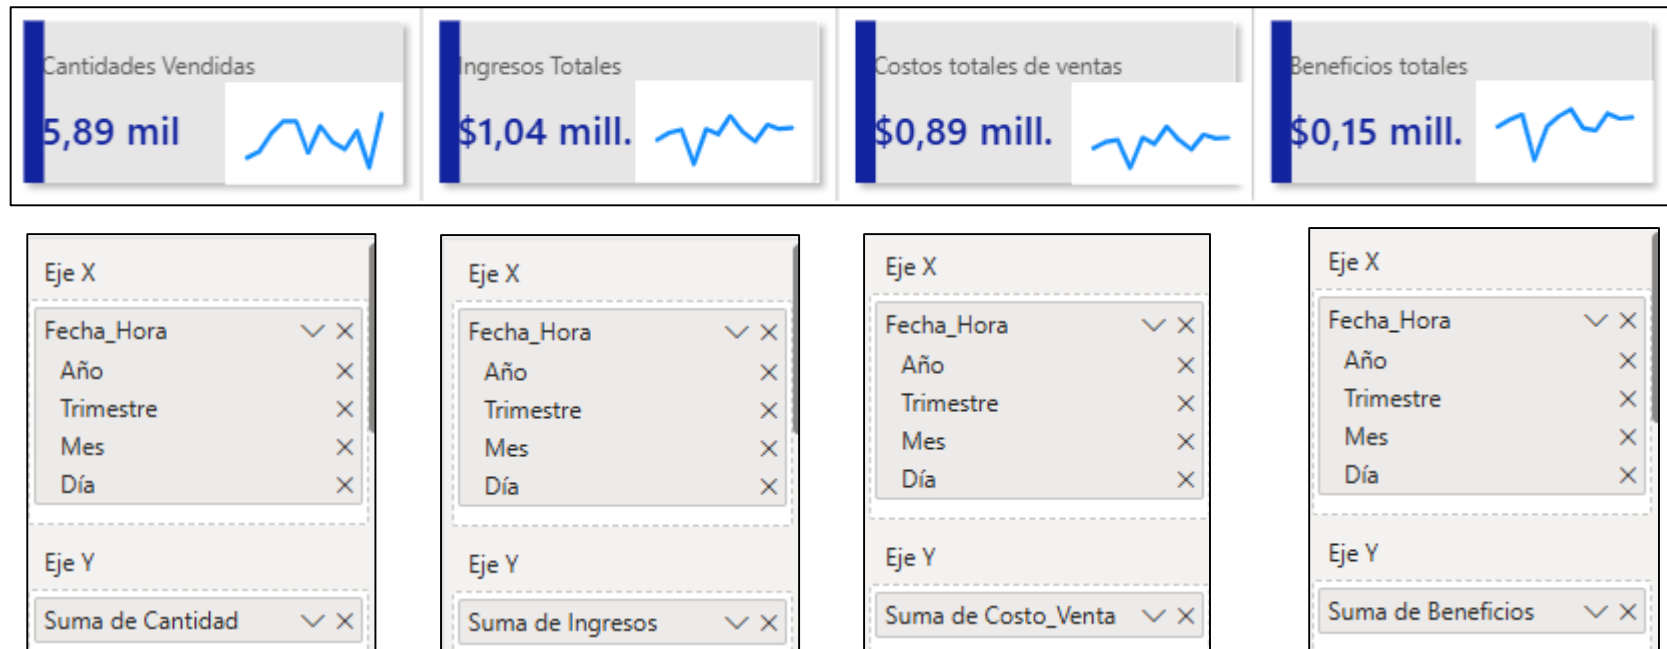 Cantidades Vendidas
5,89 mil
Ingresos Totales
$1,04 mill.
Costos totales de ventas
$0,89 mill.
Beneficios totales
$0,15 mill.
Eje X
Fecha_Hora
Año
Trimestre
Mes
Día
Eje Y
Suma de Cantidad
Eje X
Fecha_Hora
Año
Trimestre
Mes
Día
Eje Y
Suma de Ingresos
Eje X
Fecha_Hora
Año
Trimestre
Mes
Día
Eje Y
Suma de Costo_Venta
Eje X
Fecha_Hora
Año
Trimestre
Mes
Día
Eje Y
Suma de Beneficios